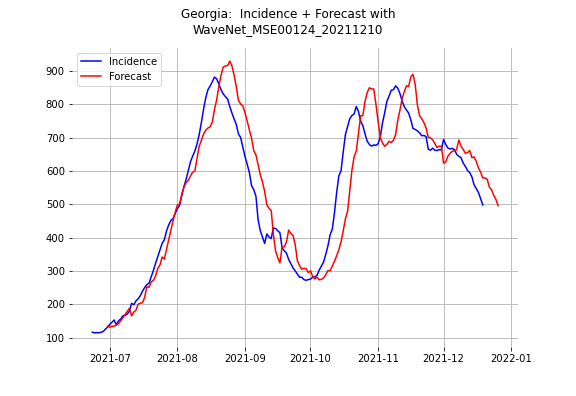 Georgia:  Incidence + Forecast with
WaveNet_MSE00124_20211210
Incidence
Forecast
900
800
700
600
500
400
300
200
100
2021-07 2021-08 2021-09 2021-10 2021-11 2021-12 2022-01